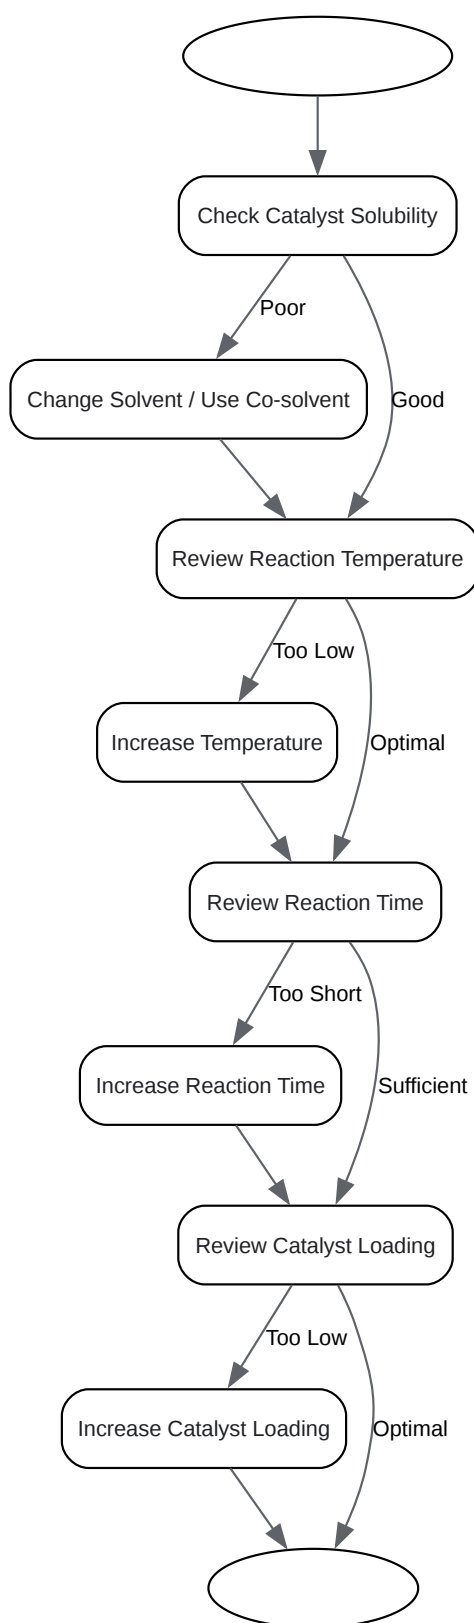 Check Catalyst Solubility
Poor
Change Solvent / Use Co-solvent
Good
Review Reaction Temperature
Too Low
Increase Temperature
Optimal
Review Reaction Time
Too Short
Increase Reaction Time
Sufficient
Review Catalyst Loading
Too Low
Increase Catalyst Loading
Optimal